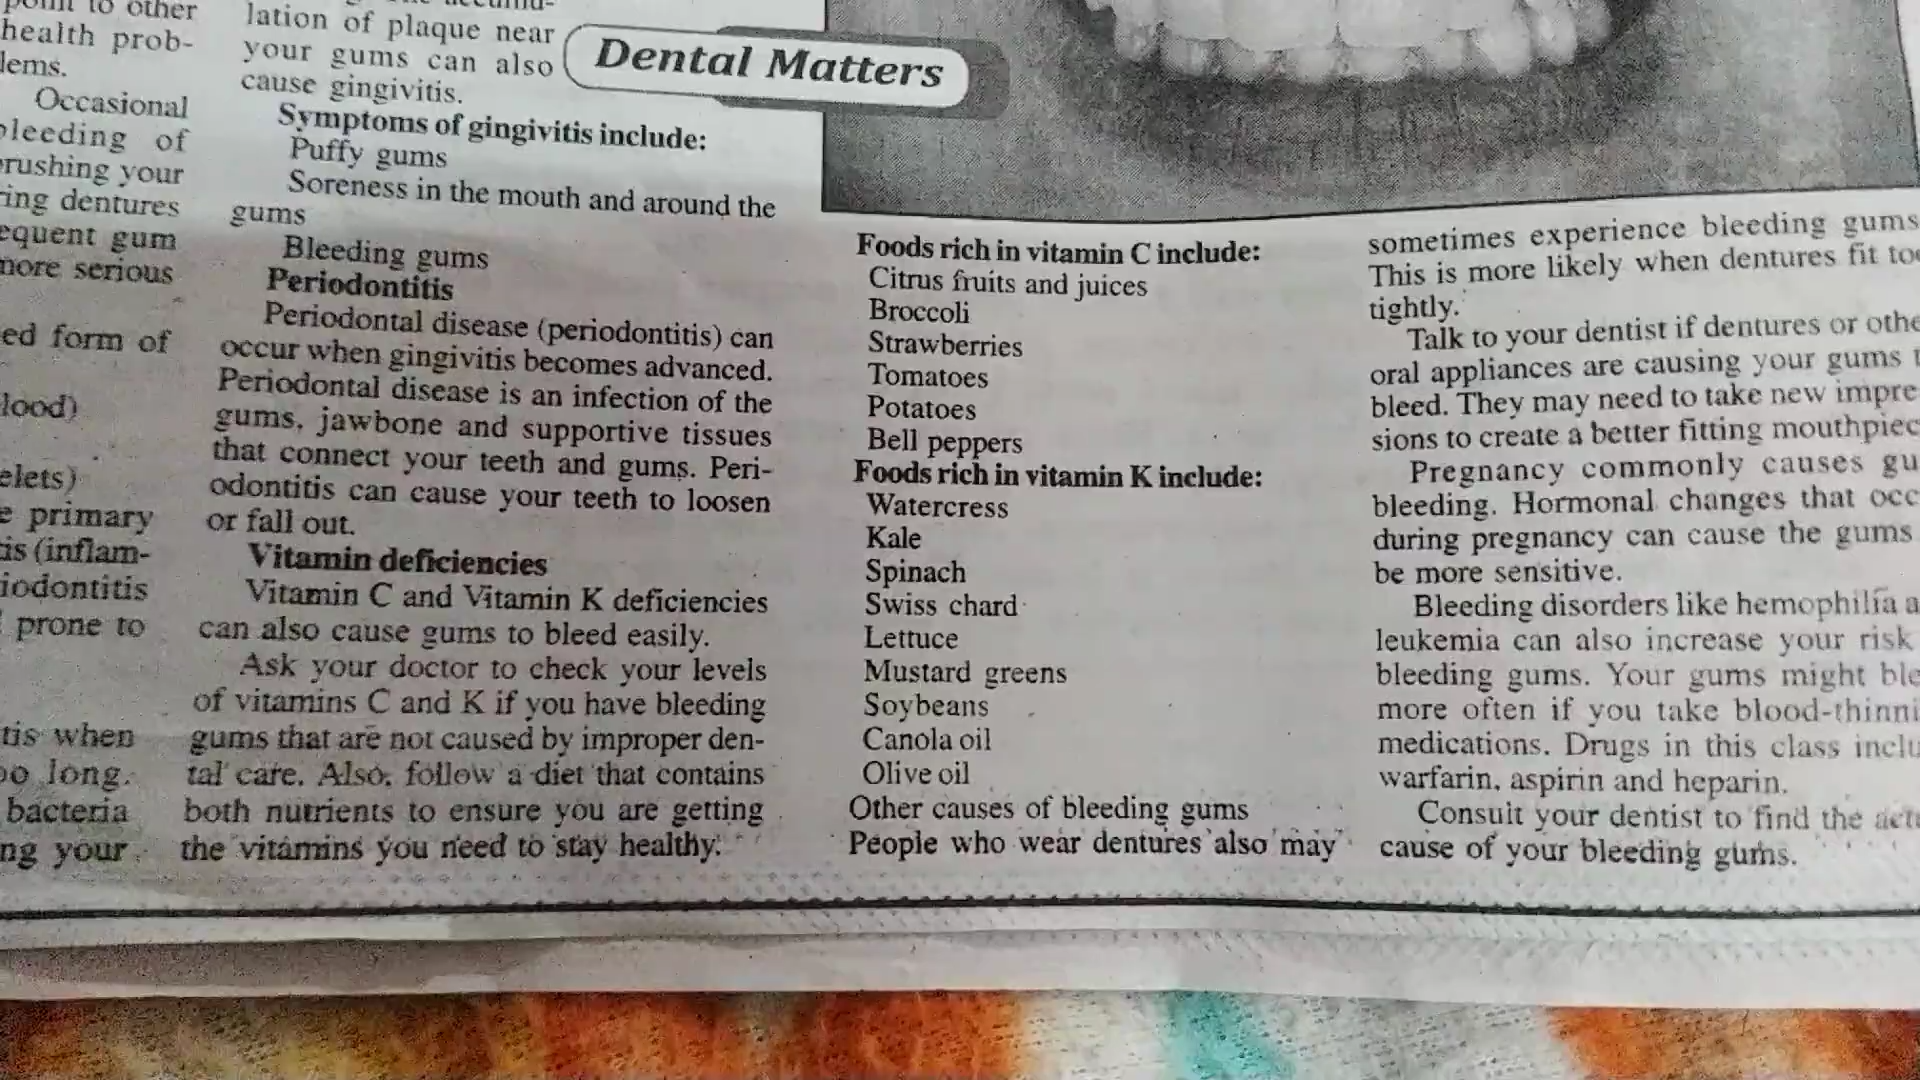 to other
health prob-
lems.
Occasional
bleeding of
brushing your
dentures
gum
more serious
form of
prone to
when
long.
bacteria
your
lation of plaque near
your gums can also
cause gingivitis.
Symptoms of gingivitis include:
Puffy gums
Soreness in the mouth and around the
gums
Bleeding gums
Periodontitis
Periodontal disease (periodontitis) can
occur when gingivitis becomes advanced.
Periodontal disease is an infection of the
gums, jawbone and supportive tissues
that connect your teeth and gums. Peri-
odontitis can cause your teeth to loosen
or fall out.
Vitamin deficiencies
Vitamin C and Vitamin K deficiencies
can also cause gums to bleed easily.
Ask your doctor to check your levels
of vitamins C and K if you have bleeding
gums that are not caused by improper den-
tal care. Also, follow a diet that contains
both nutrients to ensure you are getting
the vitamins you need to stay healthy.
Dental Matters
Foods rich in vitamin C include:
Citrus fruits and juices
Broccoli
Strawberries
Tomatoes
Potatoes
Bell peppers
Foods rich in vitamin K include:
Watercress
Kale
Spinach
Swiss chard
Lettuce
Mustard greens
Soybeans
Canola oil
Olive oil
Other causes of bleeding gums
People who wear dentures also may
sometimes experience bleeding gums
This is more likely when dentures fit
tightly.
Talk to your dentist if dentures or
oral appliances are causing your gums
bleed. They may need to take new impre
sions to create a better fitting mouthpiec
Pregnancy commonly causes gu
bleeding. Hormonal changes that occ
during pregnancy can cause the gums
be more sensitive.
Bleeding disorders like hemophilia
leukemia can also increase your risk
bleeding gums. Your gums might ble
more often if you take blood-thinni
medications. Drugs in this class inclu
warfarin, aspirin and heparin.
Consult your dentist to find the
cause of your bleeding gums.